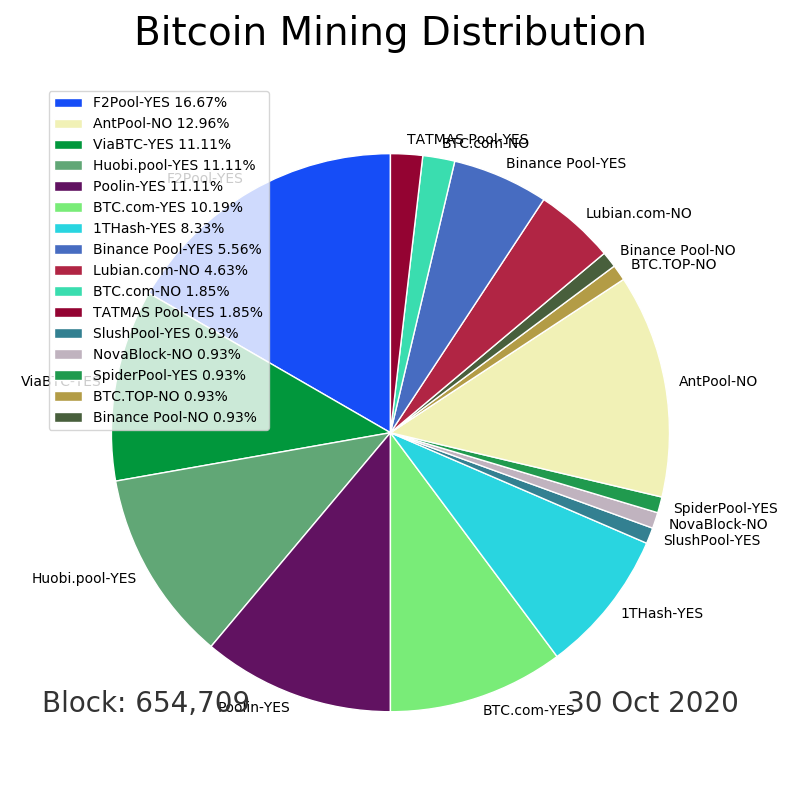 Bitcoin Mining Distribution
F2Pool-YES 16.67%
AntPool-NO 12.96%
ViaBTC-YES 11.11%
Huobi.pool-YES 11.11%
Poolin-YES 11.11%
BTC.com-YES 10.19%
1THash-YES 8.33%
Binance Pool-YES 5.56%
Lubian.com-NO 4.63%
BTC.com-NO 1.85%
TATMAS Pool-YES 1.85%
SlushPool-YES 0.93%
NovaBlock-NO 0.93%
SpiderPool-YES 0.93%
BTC.TOP-NO 0.93%
Binance Pool-NO 0.93%
TATMAS Pool-YES
BTC.com-NO
Binance Pool-YES
F2Pool-YES
Lubian.com-NO
Binance Pool-NO
BTC.TOP-NO
ViaBTC-YES
AntPool-NO
SpiderPool-YES
NovaBlock-NO
SlushPool-YES
Huobi.pool-YES
1THash-YES
Block: 654,709
Poolin-YES
BTC.com-YES
30 Oct 2020